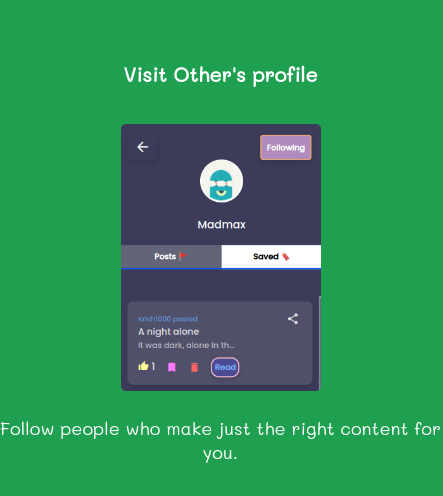 Visit Other's profile
Following
Madmax
Posts
Saved
Krish1000 posted
A night alone
It was dark, alone in th...
1
Read
Follow people who make just the right content for
you.